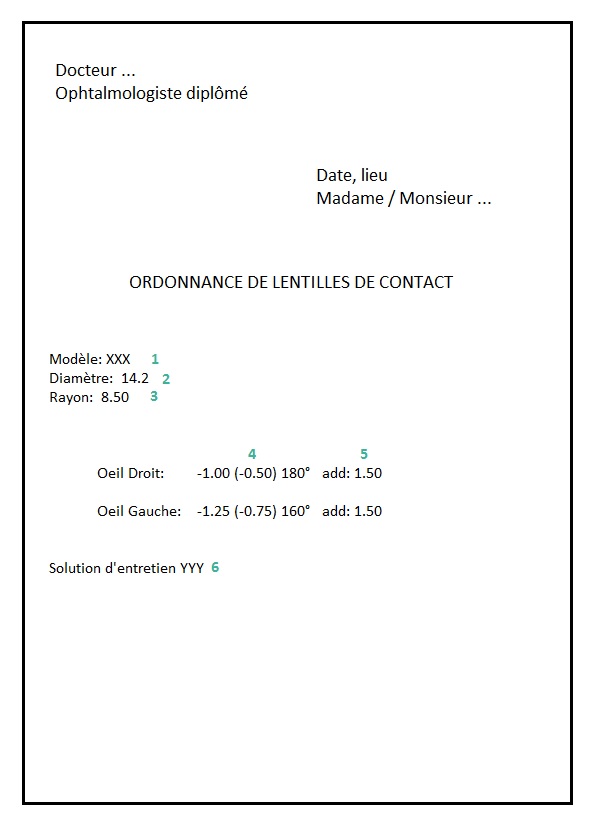 Docteur ...
Ophtalmologiste diplômé
Date, lieu
Madame / Monsieur ...
ORDONNANCE DE LENTILLES DE CONTACT
Modèle: XXX 1
Diamètre: 14.2 2
Rayon: 8.50 3
4 5
Oeil Droit: -1.00 (-0.50) 180° add: 1.50
Oeil Gauche: -1.25 (-0.75) 160° add: 1.50
Solution d'entretien YYY 6